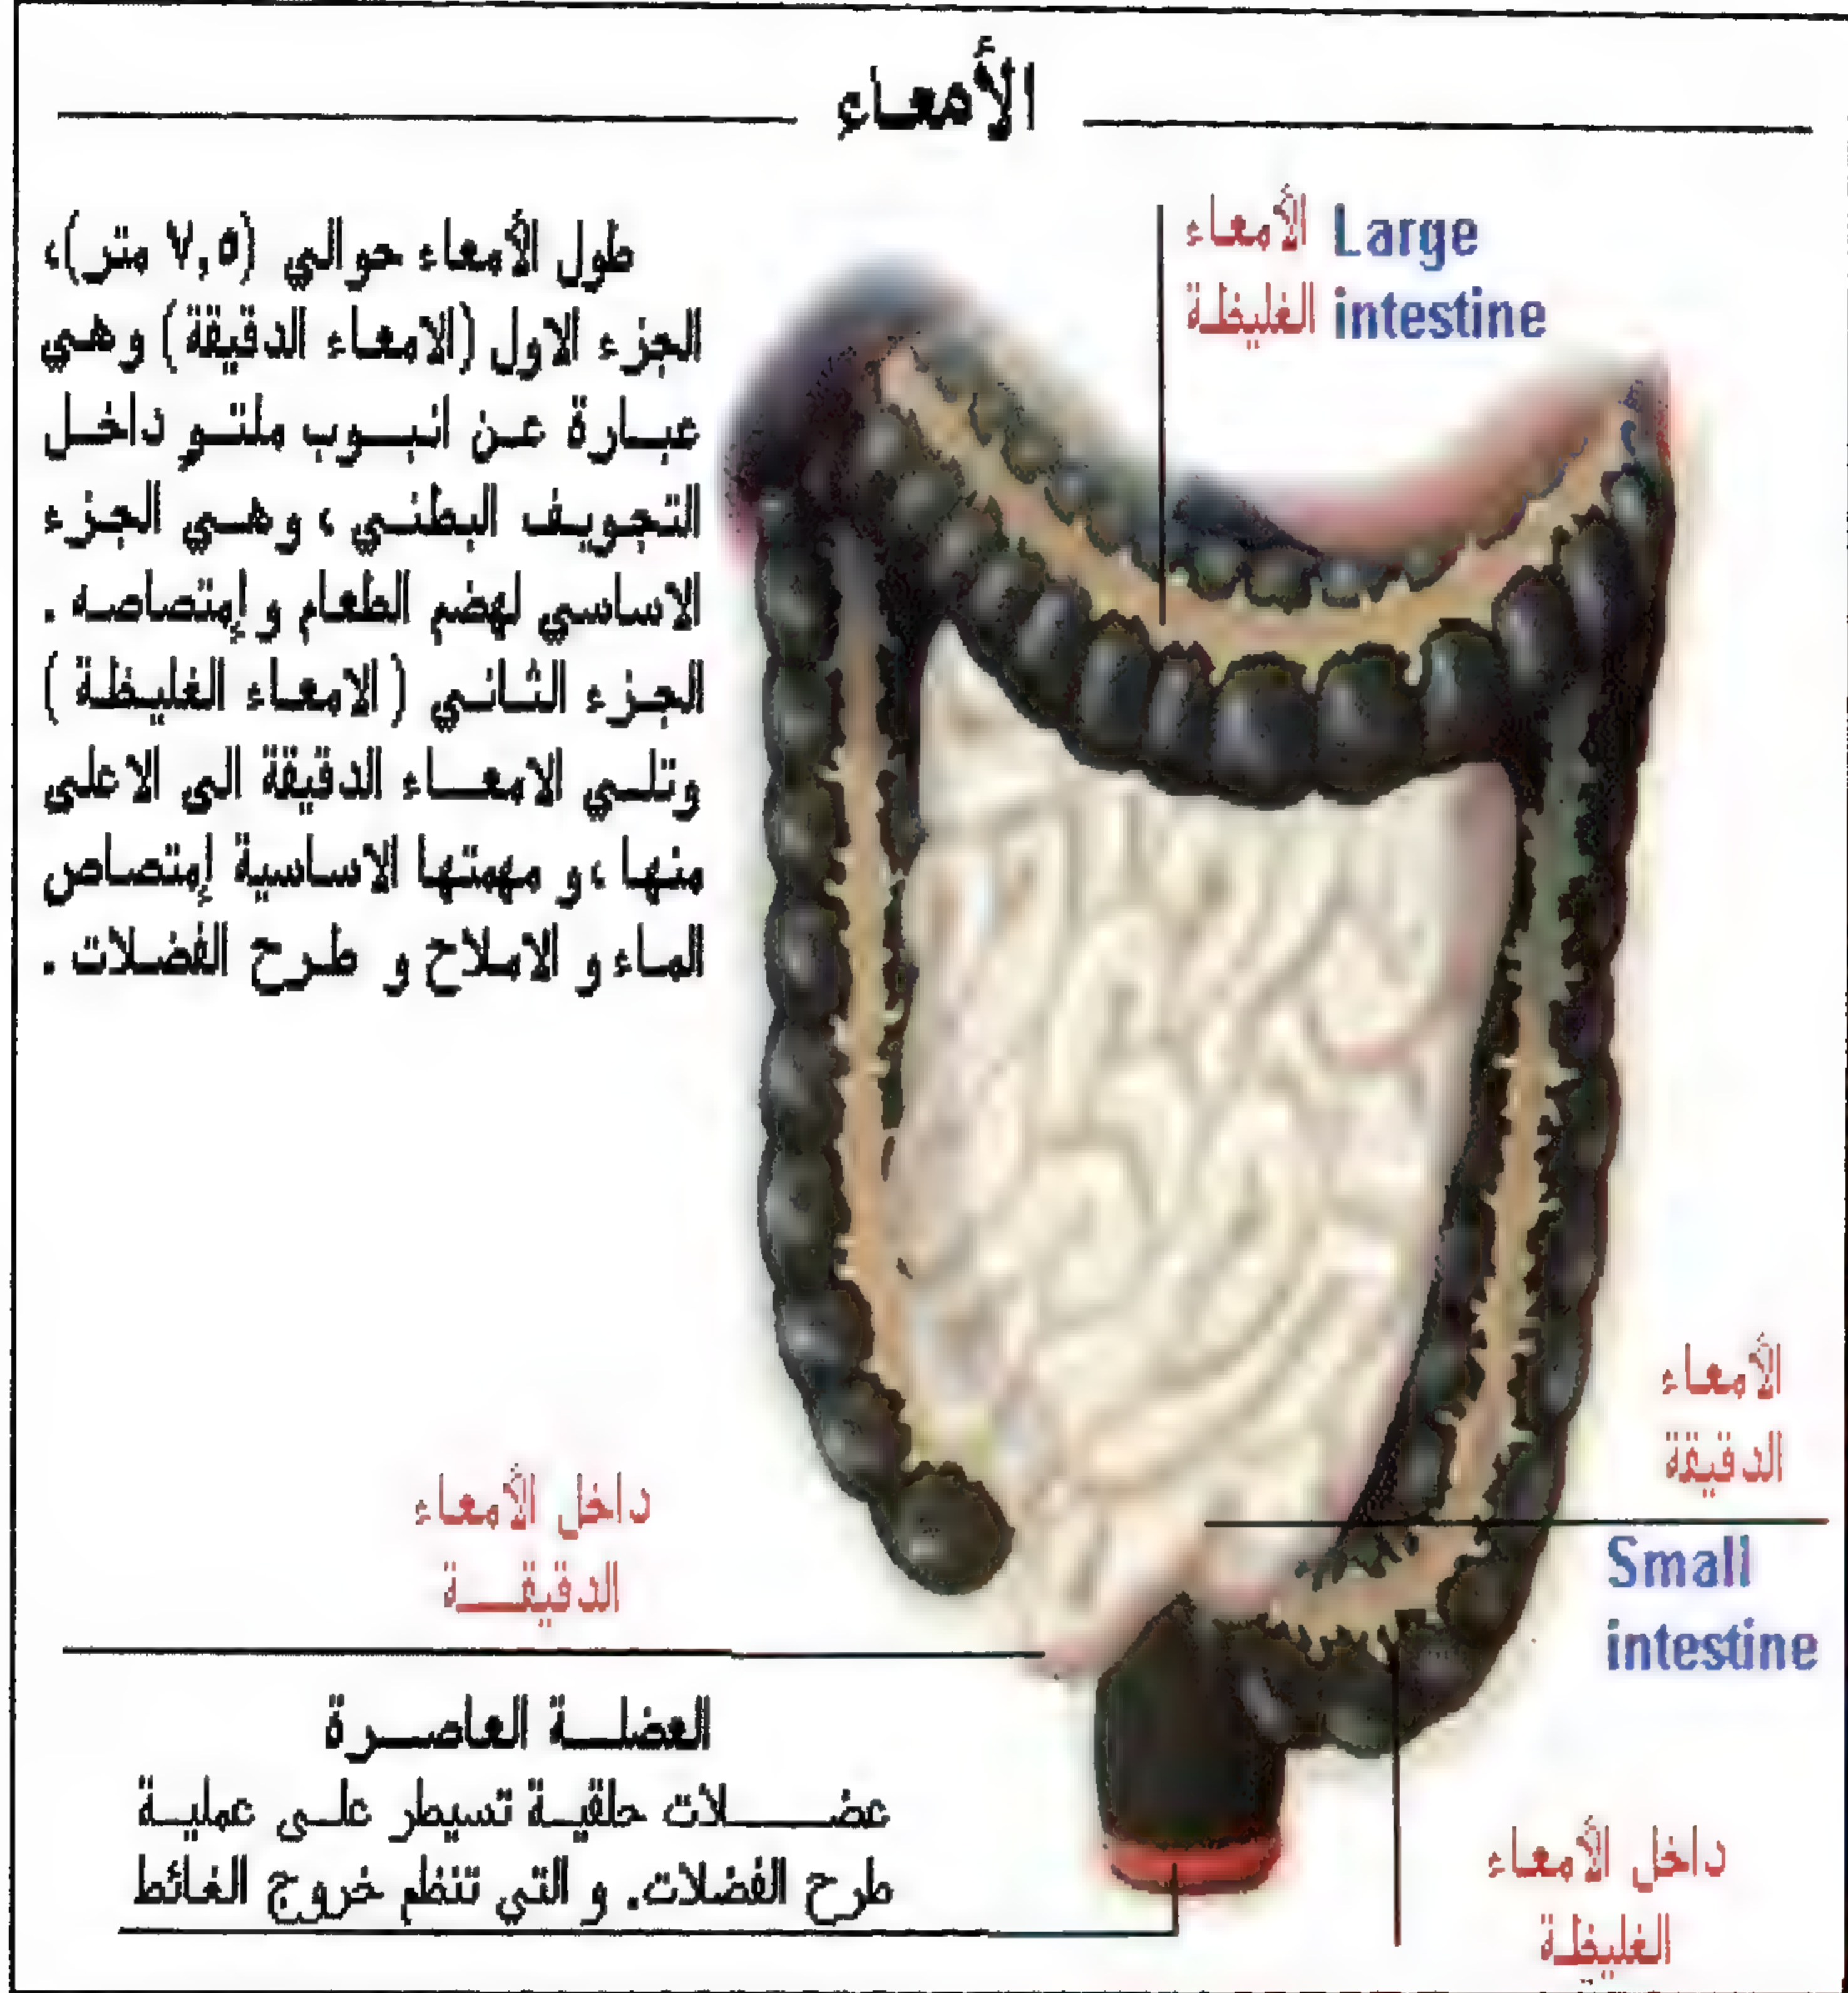 الأمعاء
طول الأمعاء حوالي (٧,٥ متر)،
الجزء الاول (الامعاء الدقيقة) وهي
عبارة عن انبوب ملتو داخل
التجويف البطني ، وهي الجزء
الاساسي لهضم الطعام و إمتصاصه .
الجزء الثاني ( الامعاء الغليظة )
وتلي الامعاء الدقيقة الى الاعلى
منها ، و مهمتها الاساسية إمتصاص
الماء و الاملاح و طرح الفضلات .
الأمعاء Large
الغليظة intestine
الأمعاء
الدقيقة
Small
intestine
داخل الأمعاء
الدقيقة
العضلة العاصرة
عضلات حلقية تسيطر على عملية
طرح الفضلات. و التي تنظم خروج الغائط
داخل الأمعاء
الغليظة